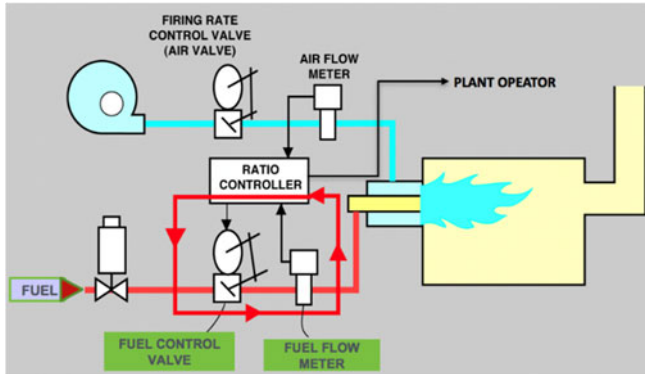 FIRING RATE
CONTROL VALVE
(AIR VALVE)
AIR FLOW
METER
PLANT OPEATOR
RATIO
CONTROLLER
FUEL
FUEL CONTROL
VALVE
FUEL FLOW
METER